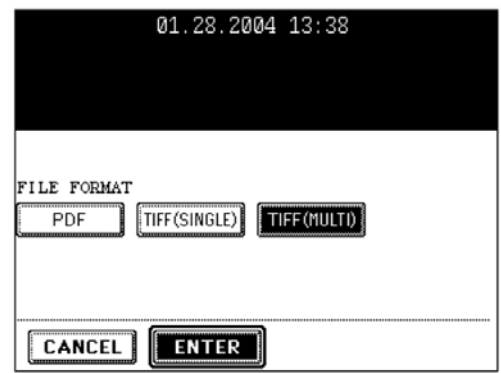 01.28.2004 13:38
FILE FORMAT
PDF TIFF(SINGLE) TIFF(MULTI)
CANCEL ENTER